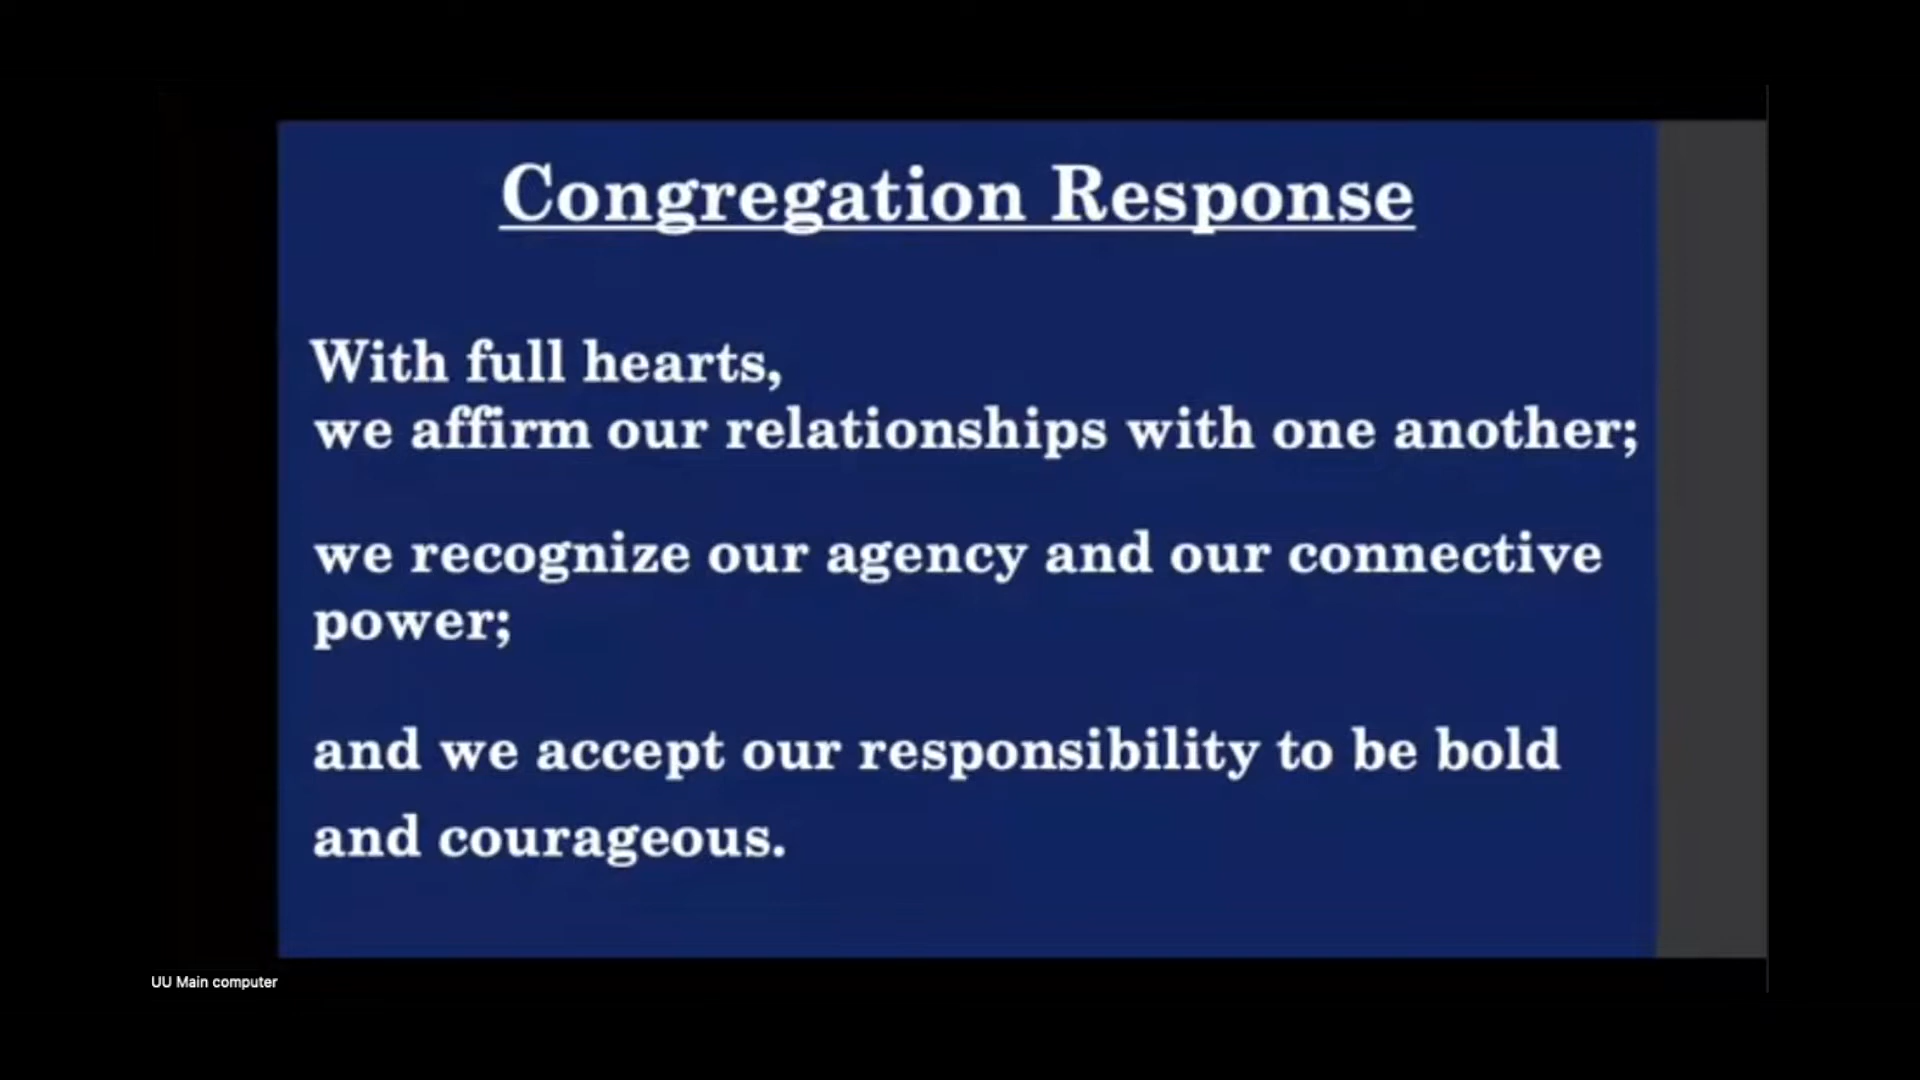 Congregation Response
With full hearts,
we affirm our relationships with one another;
we recognize our agency and our connective
power;
and we accept our responsibility to be bold
and courageous.
UU Main computer